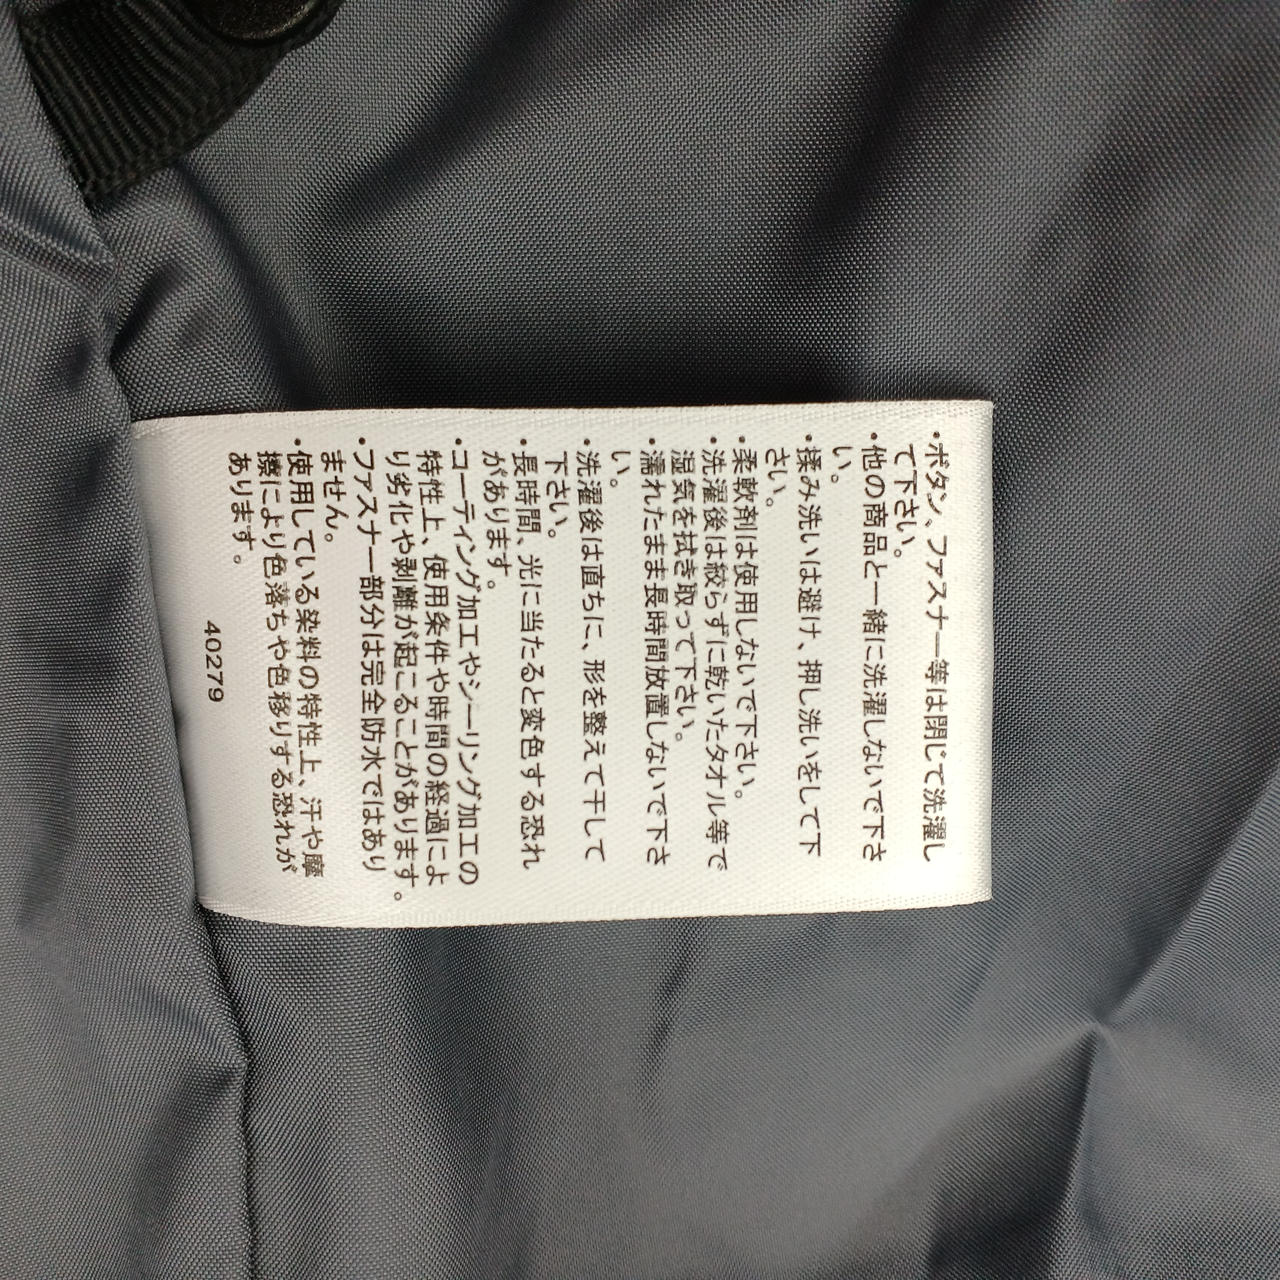 ・ボタン、ファスナー等は閉じて洗濯し
て下さい。
・他の商品と一緒に洗濯しないで下さ
い。
・揉み洗いは避け、押し洗いをして下
さい。
・柔軟剤は使用しないで下さい。
・洗濯後は絞らずに乾いたタオル等で
湿気を拭き取って下さい。
・濡れたまま長時間放置しないで下さ
い。
・洗濯後は直ちに、形を整えて干して
下さい。
・長時間、光に当たると変色する恐れ
があります。
・コーティング加工やシーリング加工の
特性上、使用条件や時間の経過によ
り劣化や剥離が起こることがあります。
・ファスナー部分は完全防水ではあり
ません。
・使用している染料の特性上、汗や摩
擦により色落ちや色移りする恐れが
あります。
40279